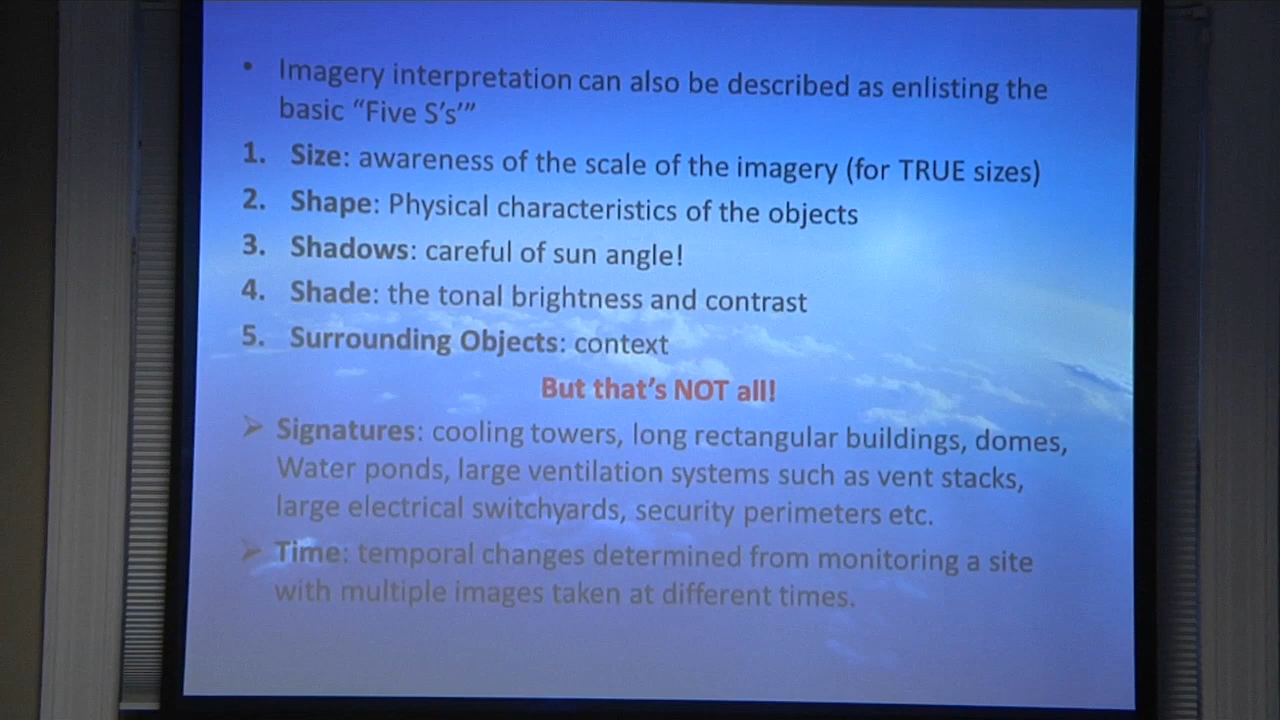 • Imagery interpretation can also be described as enlisting the
basic “Five S’s’”
1. Size: awareness of the scale of the imagery (for TRUE sizes)
2. Shape: Physical characteristics of the objects
3. Shadows: careful of sun angle!
4. Shade: the tonal brightness and contrast
5. Surrounding Objects: context
But that’s NOT all!
➢ Signatures: cooling towers, long rectangular buildings, domes,
Water ponds, large ventilation systems such as vent stacks,
large electrical switchyards, security perimeters etc.
➢ Time: temporal changes determined from monitoring a site
with multiple images taken at different times.